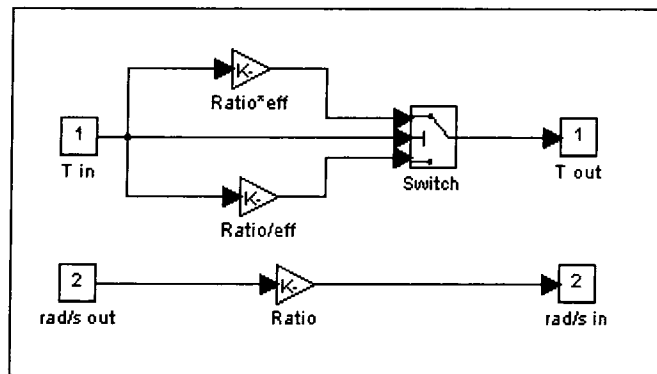 K-
Ratio*eff
1
T in
Switch
1
T out
K-
Ratio/eff
2
rad/s out
K-
Ratio
2
rad/s in